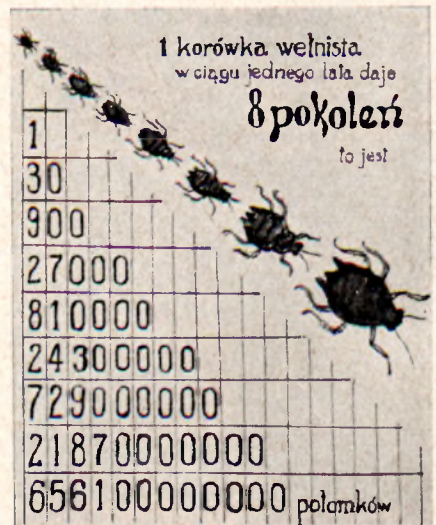 1 korówka wełnista
w ciągu jednego lata daje
8 pokoleń
to jest
1
30
900
27000
810000
24300000
729000000
21870000000
656100000000 potomków